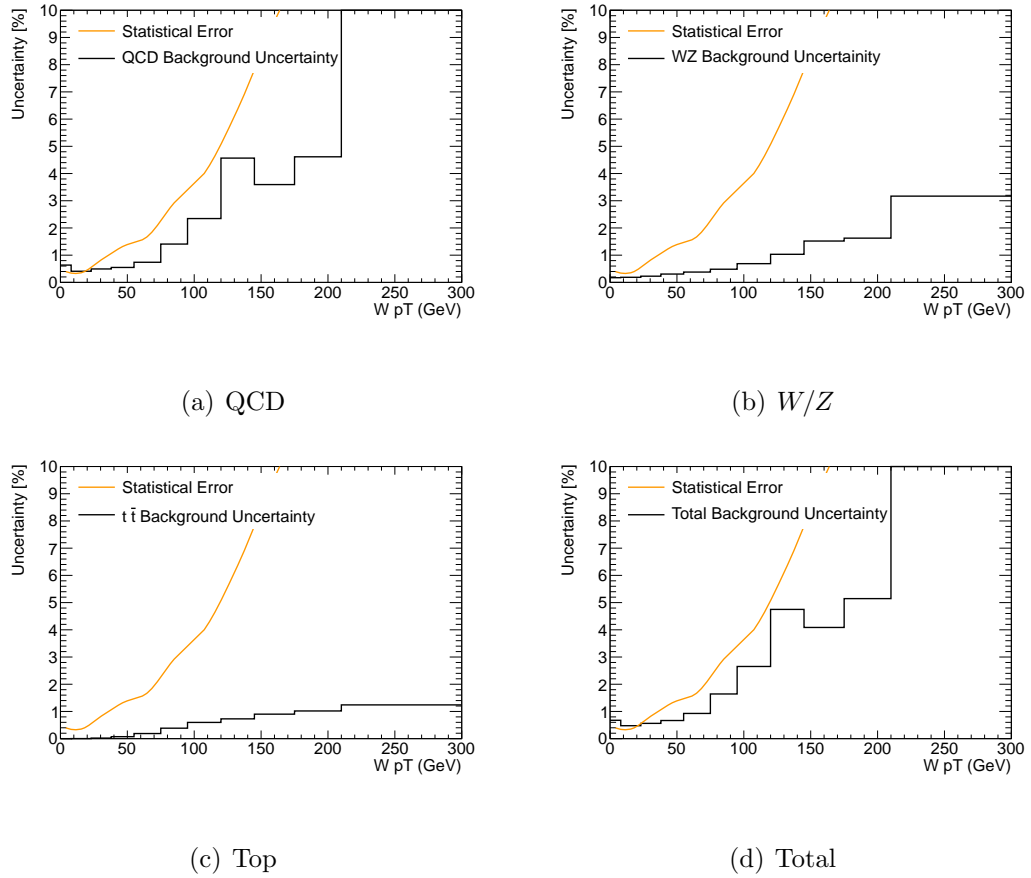 Uncertainty [%]
10
9
8
7
6
5
4
3
2
1
0
Statistical Error
QCD Background Uncertainity
0 50 100 150 200 250 300
W pT (GeV)
(a) QCD
Uncertainty [%]
10
9
8
7
6
5
4
3
2
1
0
Statistical Error
WZ Background Uncertainity
0 50 100 150 200 250 300
W pT (GeV)
(b) W/Z
Uncertainty [%]
10
9
8
7
6
5
4
3
2
1
0
Statistical Error
t t̄ Background Uncertainty
0 50 100 150 200 250 300
W pT (GeV)
(c) Top
Uncertainty [%]
10
9
8
7
6
5
4
3
2
1
0
Statistical Error
Total Background Uncertainty
0 50 100 150 200 250 300
W pT (GeV)
(d) Total